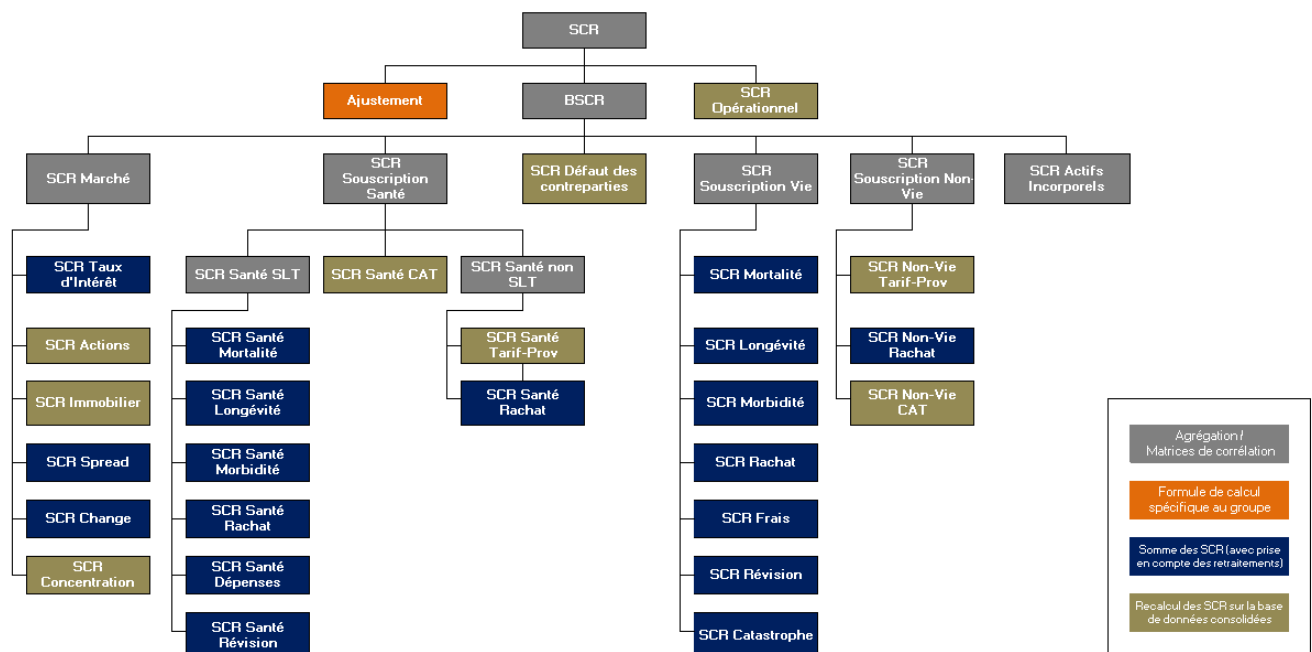 SCR
Ajustement
BSCR
SCR
Opérationnel
SCR Marché
SCR
Souscription
Santé
SCR Défaut des
contreparties
SCR
Souscription Vie
SCR
Souscription Non-
Vie
SCR Actifs
Incorporels
SCR Taux
d'Intérêt
SCR Santé SLT
SCR Santé CAT
SCR Santé non
SLT
SCR Mortalité
SCR Non-Vie
Tarif-Prov
SCR Actions
SCR Santé
Mortalité
SCR Santé
Tarif-Prov
SCR Longévité
SCR Non-Vie
Rachat
SCR Immobilier
SCR Santé
Longévité
SCR Santé
Rachat
SCR Morbidité
SCR Non-Vie
CAT
SCR Spread
SCR Santé
Morbidité
SCR Rachat
SCR Change
SCR Santé
Rachat
SCR Frais
SCR
Concentration
SCR Santé
Dépenses
SCR Révision
SCR Santé
Révision
SCR Catastrophe
Agrégation /
Matrices de corrélation
Formule de calcul
spécifique au groupe
Somme des SCR (avec prise
en compte des retraitements)
Recalcul des SCR sur la base
de données consolidées